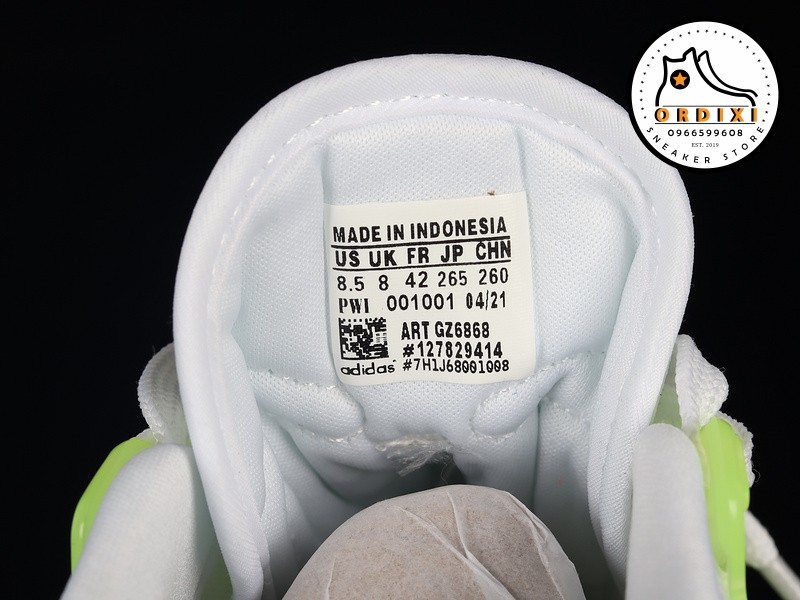 ORDIXI
0966599608
EST. 2019
SNEAKER STORE
MADE IN INDONESIA
US UK FR JP CHN
8.5 8 42 265 260
PWI 001001 04/21
ART GZ6868
#127829414
adidas #7H1J68001008